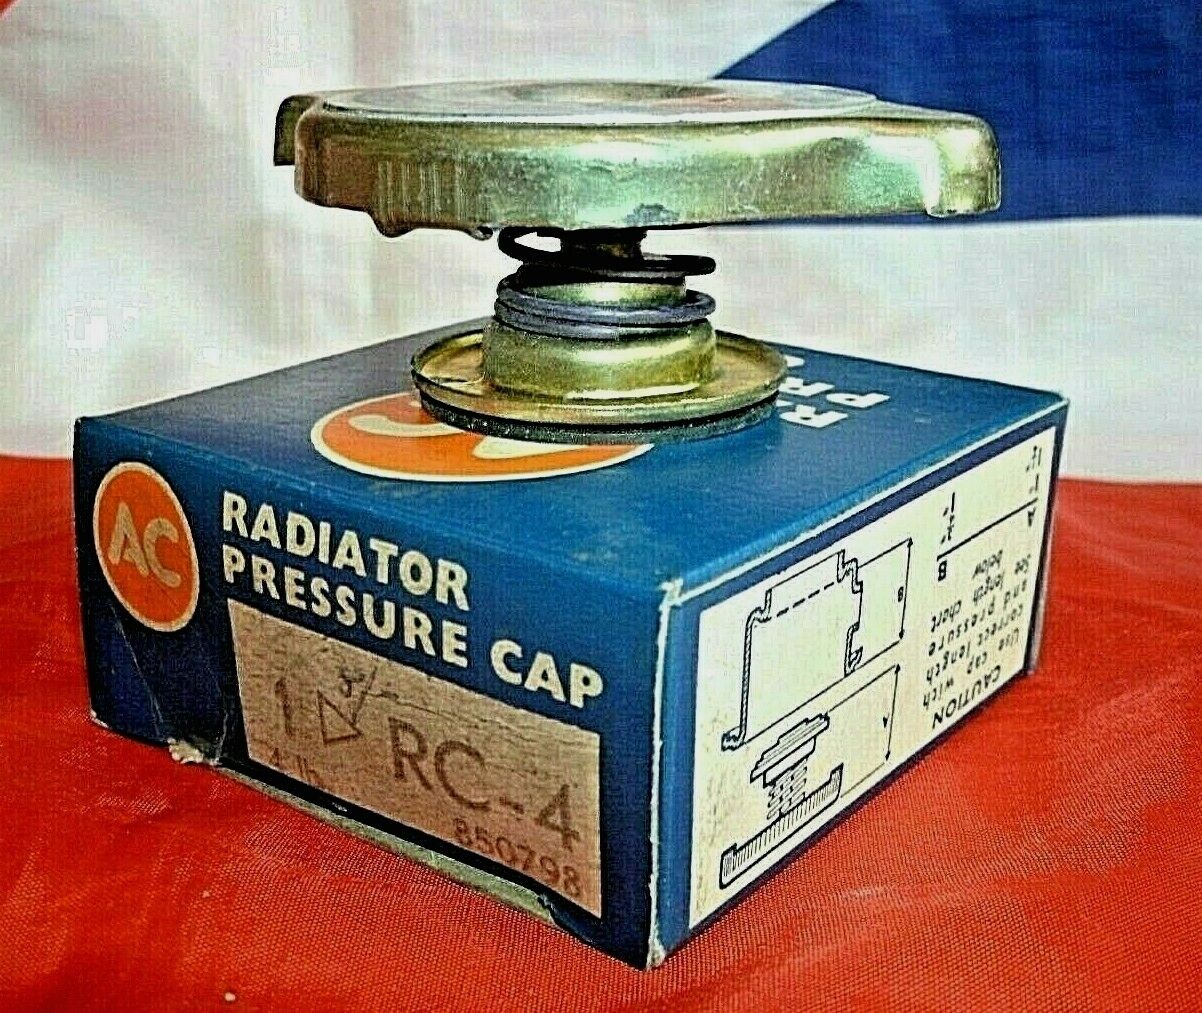 AC
RADIATOR
PRESSURE CAP
1 RC-4
4 lb
850798
CAUTION
Use cap with
correct length
and pressure
See length chart
below
A B
1"
A
B